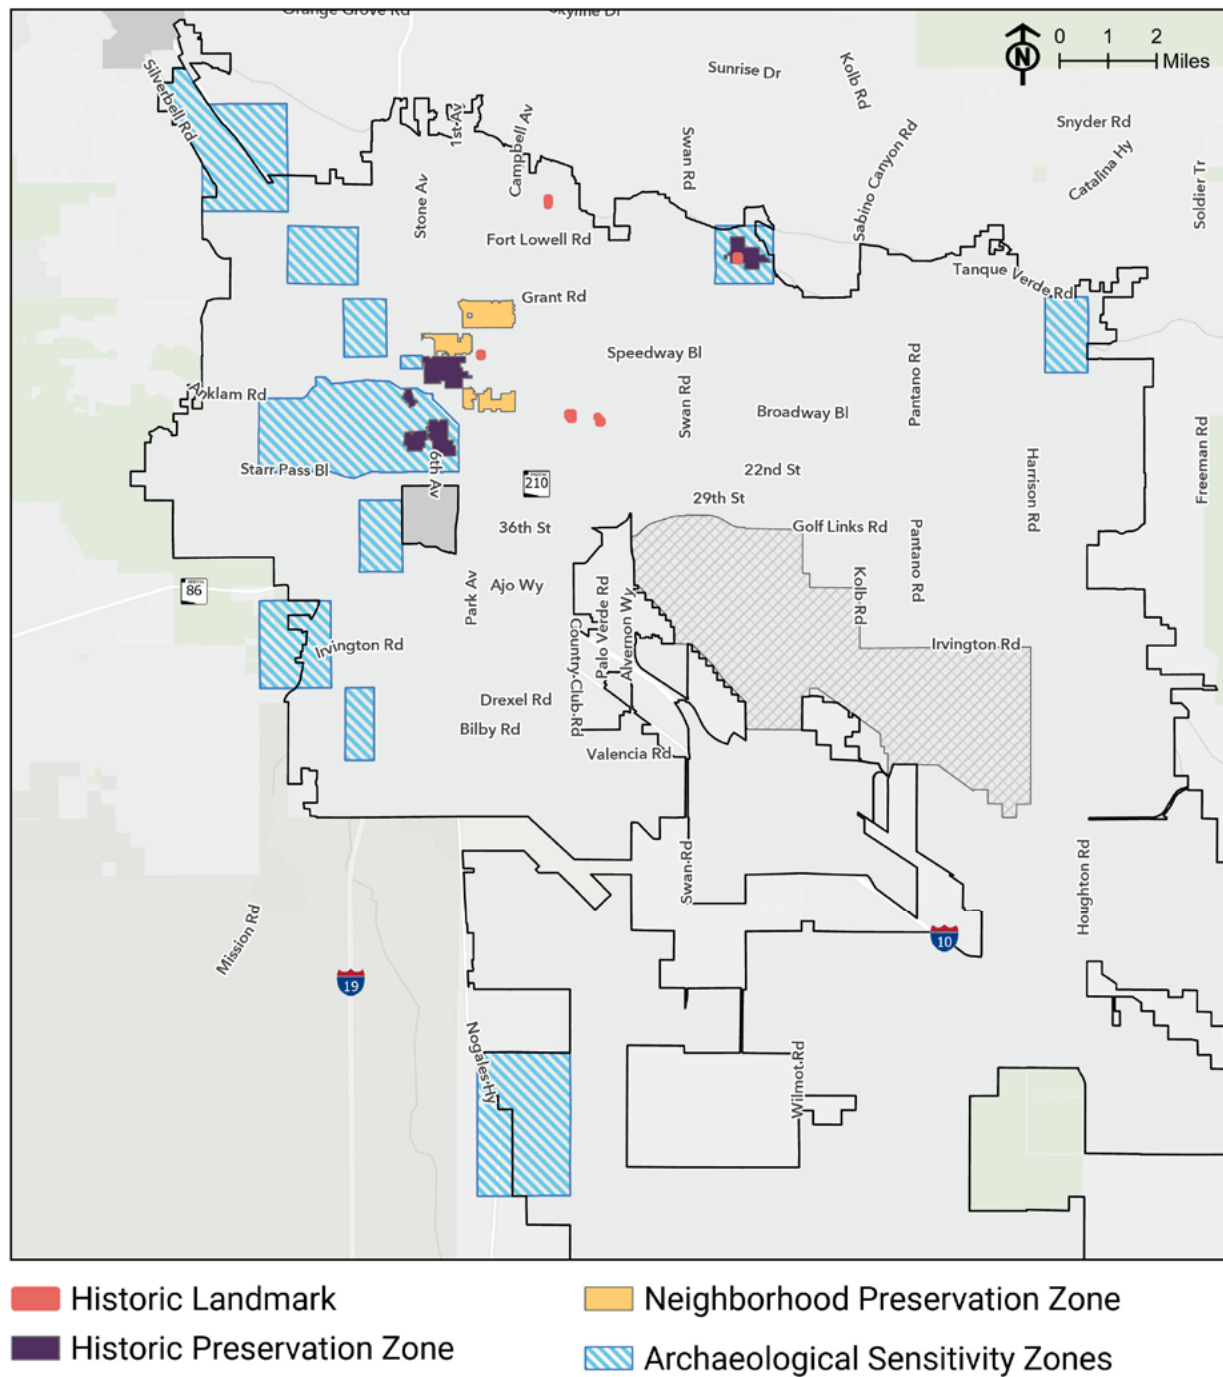 Orange Grove Rd
Skyline Dr
N
0 1 2
Miles
Sunrise Dr
Kolb Rd
Silverbell Rd
1st Av
Campbell Av
Swan Rd
Sabino Canyon Rd
Snyder Rd
Catalina Hy
Soldier Tr
Stone Av
Fort Lowell Rd
Tanque Verde Rd
Grant Rd
Speedway Bl
Pantano Rd
Anklam Rd
Swan Rd
Broadway Bl
Freeman Rd
Starr Pass Bl
6th Av
22nd St
Harrison Rd
210
29th St
36th St
Golf Links Rd
Pantano Rd
86
Park Av
Ajo Wy
Palo Verde Rd
Alvernon Wy
Country Club Rd
Kolb Rd
Irvington Rd
Irvington Rd
Drexel Rd
Bilby Rd
Valencia Rd
Swan Rd
Houghton Rd
Mission Rd
10
19
Nogales Hy
Wilmot Rd
Historic Landmark
Neighborhood Preservation Zone
Historic Preservation Zone
Archaeological Sensitivity Zones